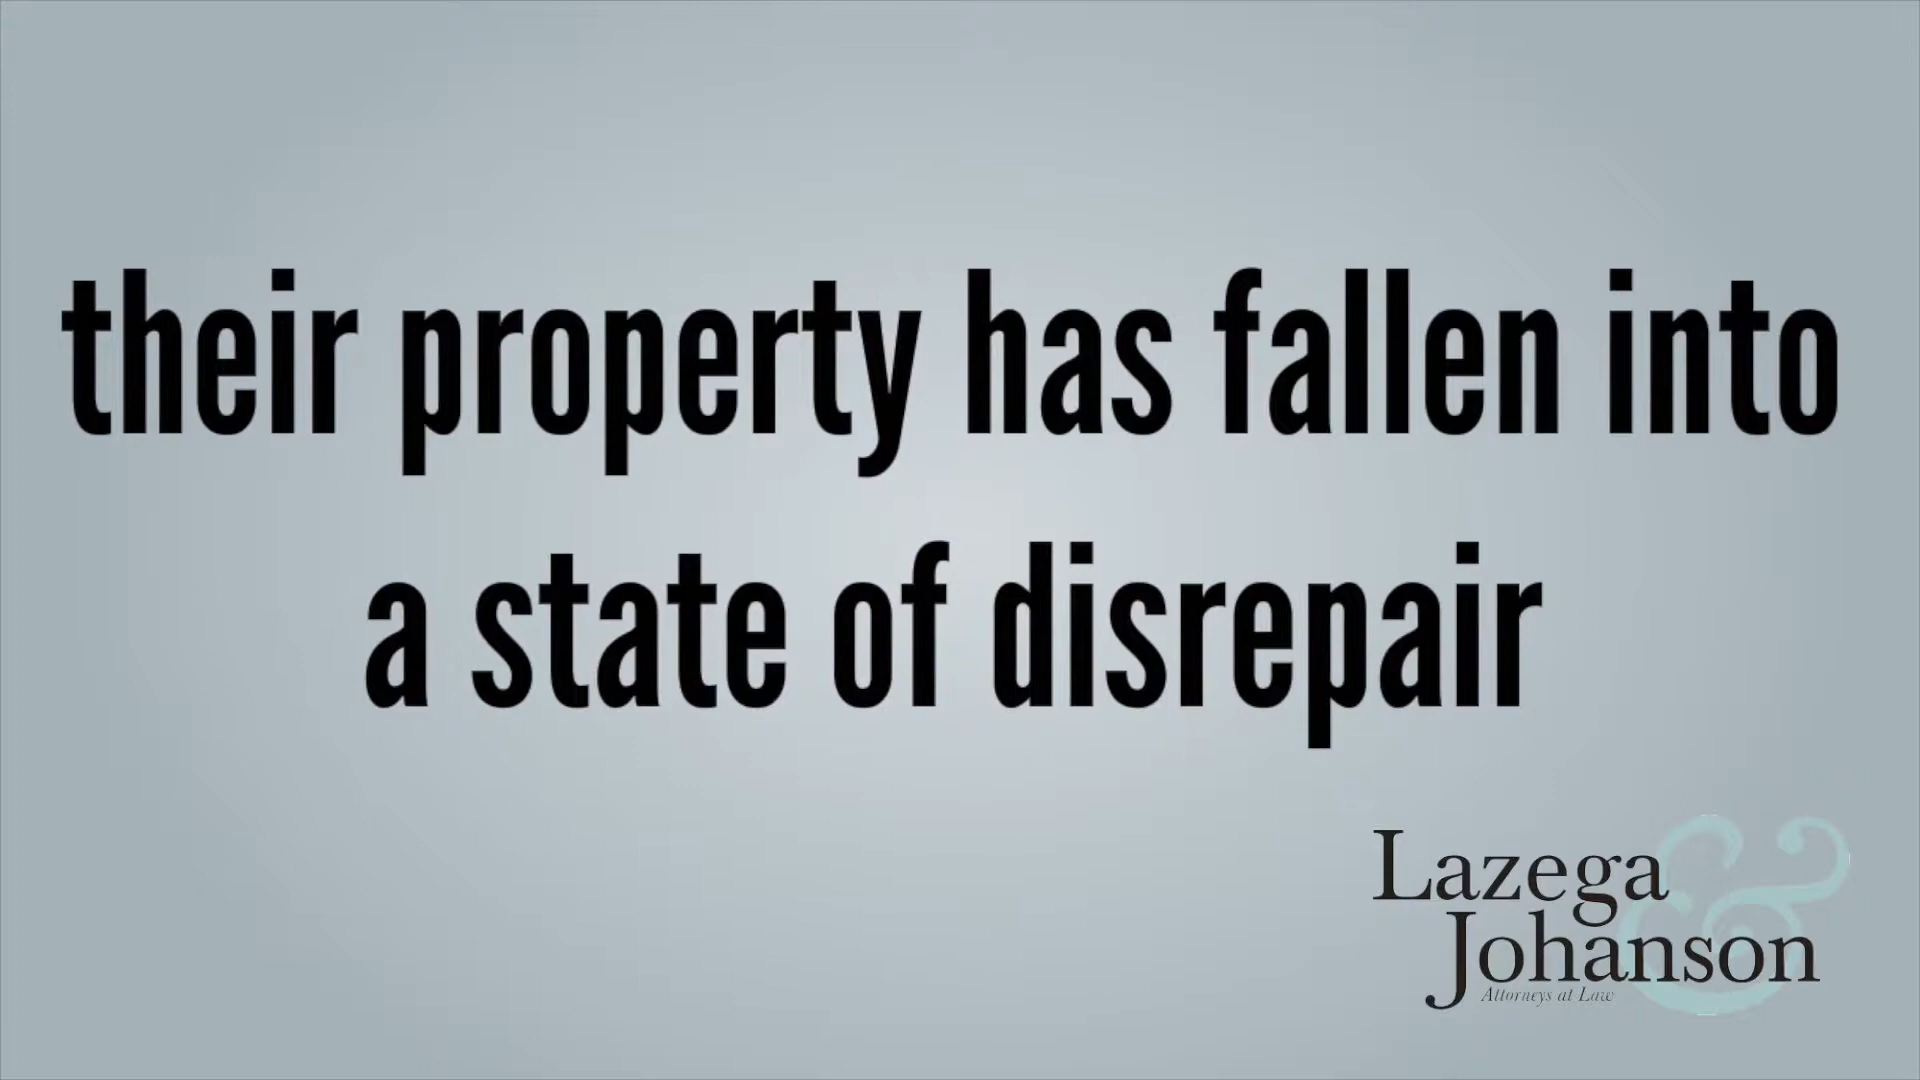 their property has fallen into
a state of disrepair
Lazega
&
Johanson
Attorneys at Law